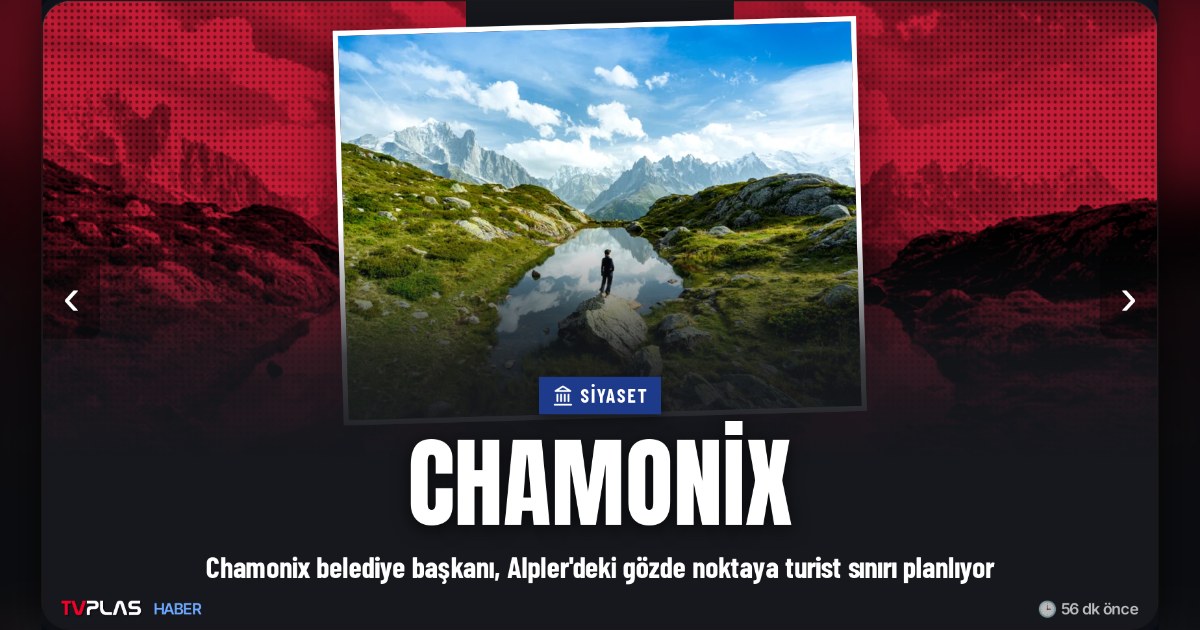 SİYASET
CHAMONİX
Chamonix belediye başkanı, Alpler'deki gözde noktaya turist sınırı planlıyor
TVPLAS HABER
56 dk önce